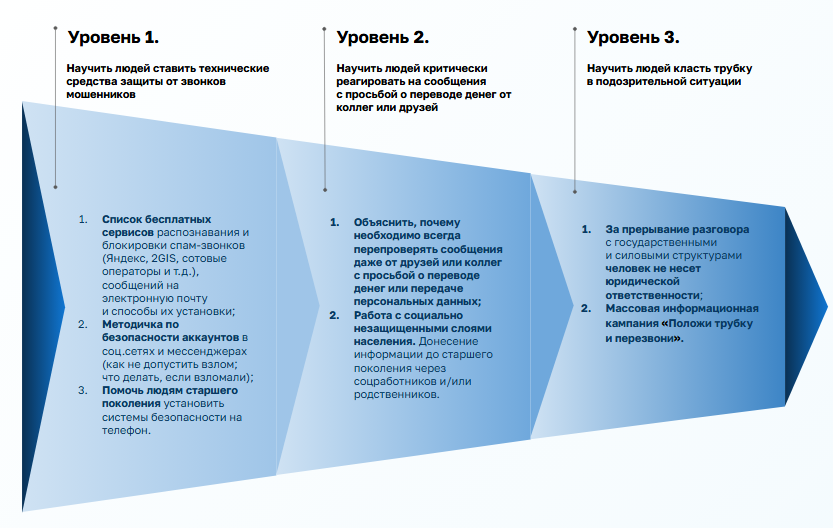 Уровень 1.
Научить людей ставить технические
средства защиты от звонков
мошенников
1. Список бесплатных
сервисов распознавания и
блокировки спам-звонков
(Яндекс, 2GIS, сотовые
операторы и т.д.),
сообщений на
электронную почту
и способы их установки;
2. Методичка по
безопасности аккаунтов в
соц.сетях и мессенджерах
(как не допустить взлом;
что делать, если взломали);
3. Помочь людям старшего
поколения установить
системы безопасности на
телефон.
Уровень 2.
Научить людей критически
реагировать на сообщения
с просьбой о переводе денег от
коллег или друзей
1. Объяснить, почему
необходимо всегда
перепроверять сообщения
даже от друзей или коллег
с просьбой о переводе
денег или передаче
персональных данных;
2. Работа с социально
незащищенными слоями
населения. Донесение
информации до старшего
поколения через
соцработников и/или
родственников.
Уровень 3.
Научить людей класть трубку
в подозрительной ситуации
1. За прерывание разговора
с государственными
и силовыми структурами
человек не несет
юридической
ответственности;
2. Массовая информационная
кампания «Положи трубку
и перезвони».